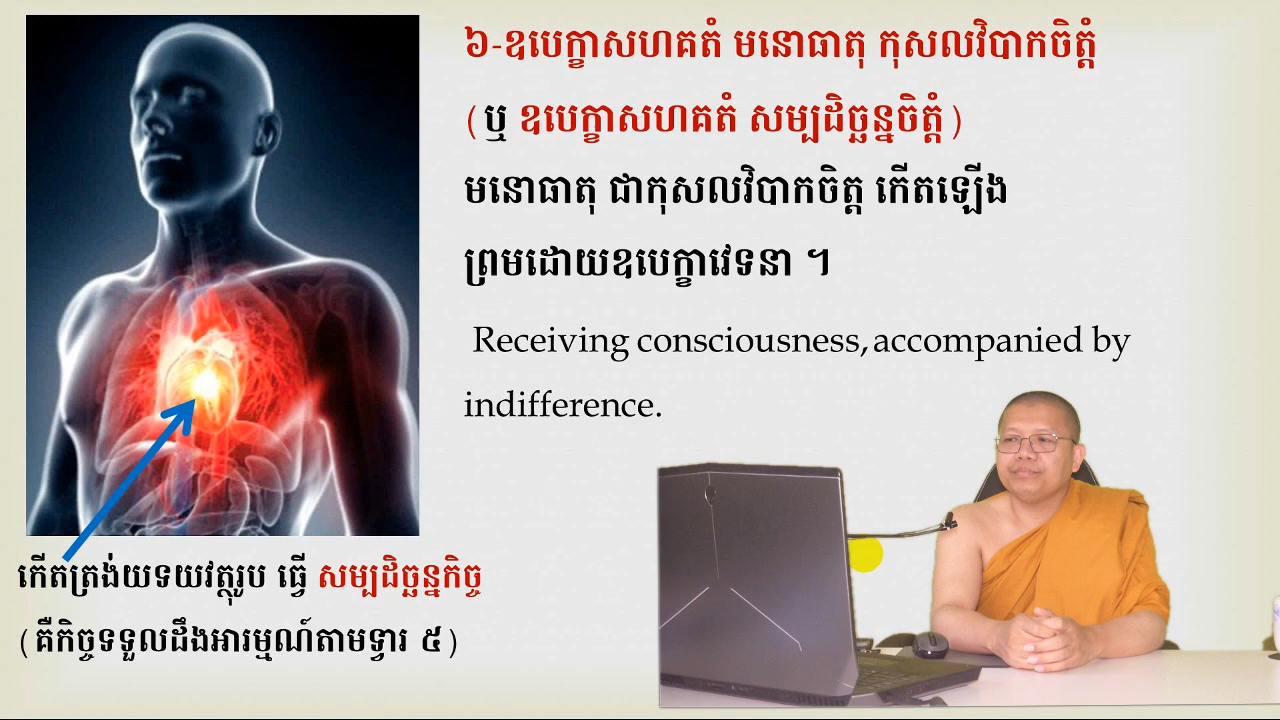 ៦-ឧបេក្ខាសហគតំ មនោធាតុ កុសលវិបាកចិត្តំ
(ឬ ឧបេក្ខាសហគតំ សម្បដិច្ឆន្នចិត្តំ)
មនោធាតុ ជាកុសលវិបាកចិត្ត កើតឡើង
ព្រមដោយឧបេក្ខាវេទនា ។
Receiving consciousness, accompanied by
indifference.
កើតត្រង់ហទយវត្ថុរូប ធ្វើ សម្បដិច្ឆន្នកិច្ច
(គឺកិច្ចទទួលដឹងអារម្មណ៍តាមទ្វារ ៥)